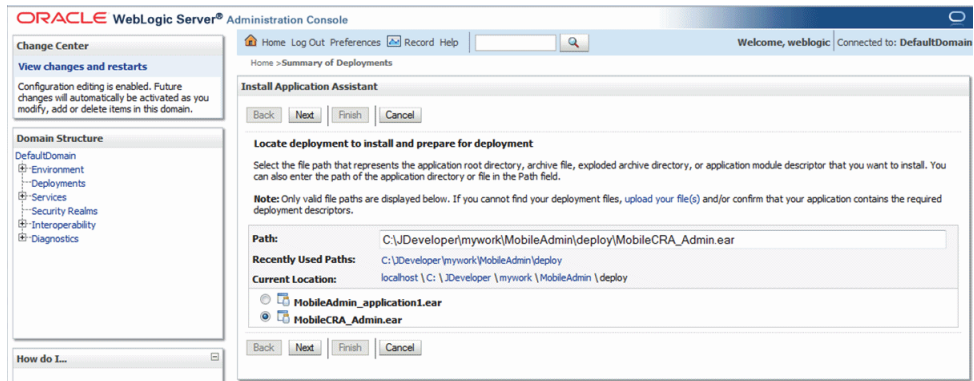 ORACLE WebLogic Server® Administration Console
Change Center
View changes and restarts
Configuration editing is enabled. Future
changes will automatically be activated as you
modify, add or delete items in this domain.
Domain Structure
DefaultDomain
Environment
Deployments
Services
Security Realms
Interoperability
Diagnostics
How do I...
Home Log Out Preferences Record Help
Welcome, weblogic Connected to: DefaultDomain
Home >Summary of Deployments
Install Application Assistant
Back Next Finish Cancel
Locate deployment to install and prepare for deployment
Select the file path that represents the application root directory, archive file, exploded archive directory, or application module descriptor that you want to install. You
can also enter the path of the application directory or file in the Path field.
Note: Only valid file paths are displayed below. If you cannot find your deployment files, upload your file(s) and/or confirm that your application contains the required
deployment descriptors.
Path: C:\JDeveloper\mywork\MobileAdmin\deploy\MobileCRA_Admin.ear
Recently Used Paths: C:\JDeveloper\mywork\MobileAdmin\deploy
Current Location: localhost \ C: \ JDeveloper \ mywork \ MobileAdmin \ deploy
MobileAdmin_application1.ear
MobileCRA_Admin.ear
Back Next Finish Cancel